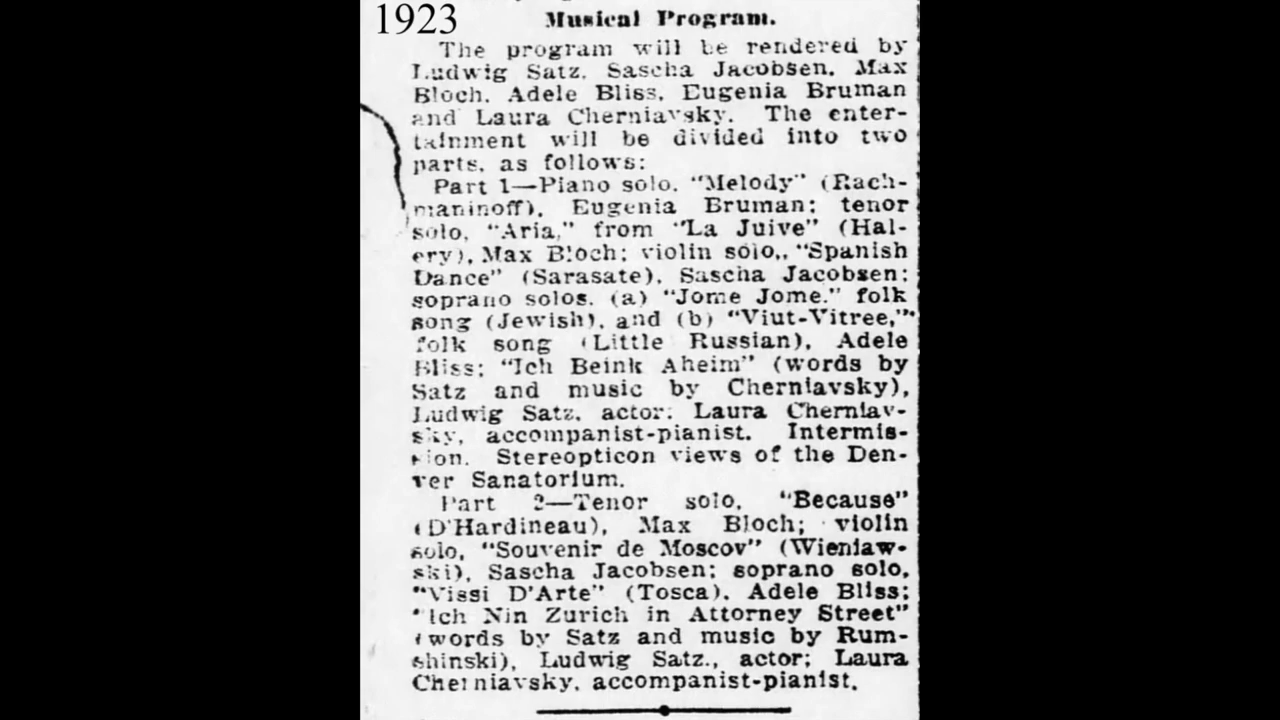 1923
Musical Program.
The program will be rendered by
Ludwig Satz, Sascha Jacobsen, Max
Bloch, Adele Bliss, Eugenia Bruman
and Laura Cherniavsky. The enter-
tainment will be divided into two
parts, as follows:
Part 1—Piano solo, "Melody" (Rach-
maninoff), Eugenia Bruman; tenor
solo, "Aria," from "La Juive" (Hal-
ery), Max Bloch; violin solo,, "Spanish
Dance" (Sarasate), Sascha Jacobsen;
soprano solos, (a) "Jome Jome." folk
song (Jewish), and (b) "Viut-Vitree,"
folk song (Little Russian), Adele
Bliss; "Ich Beink Aheim" (words by
Satz and music by Cherniavsky),
Ludwig Satz, actor; Laura Cherniav-
sky, accompanist-pianist. Intermis-
sion. Stereopticon views of the Den-
ver Sanatorium.
Part 2—Tenor solo, "Because"
(D'Hardineau), Max Bloch; violin
solo, "Souvenir de Moscov" (Wieniaw-
ski), Sascha Jacobsen; soprano solo,
"Vissi D'Arte" (Tosca), Adele Bliss;
"Ich Nin Zurich in Attorney Street"
(words by Satz and music by Rum-
shinski), Ludwig Satz., actor; Laura
Cherniavsky, accompanist-pianist.